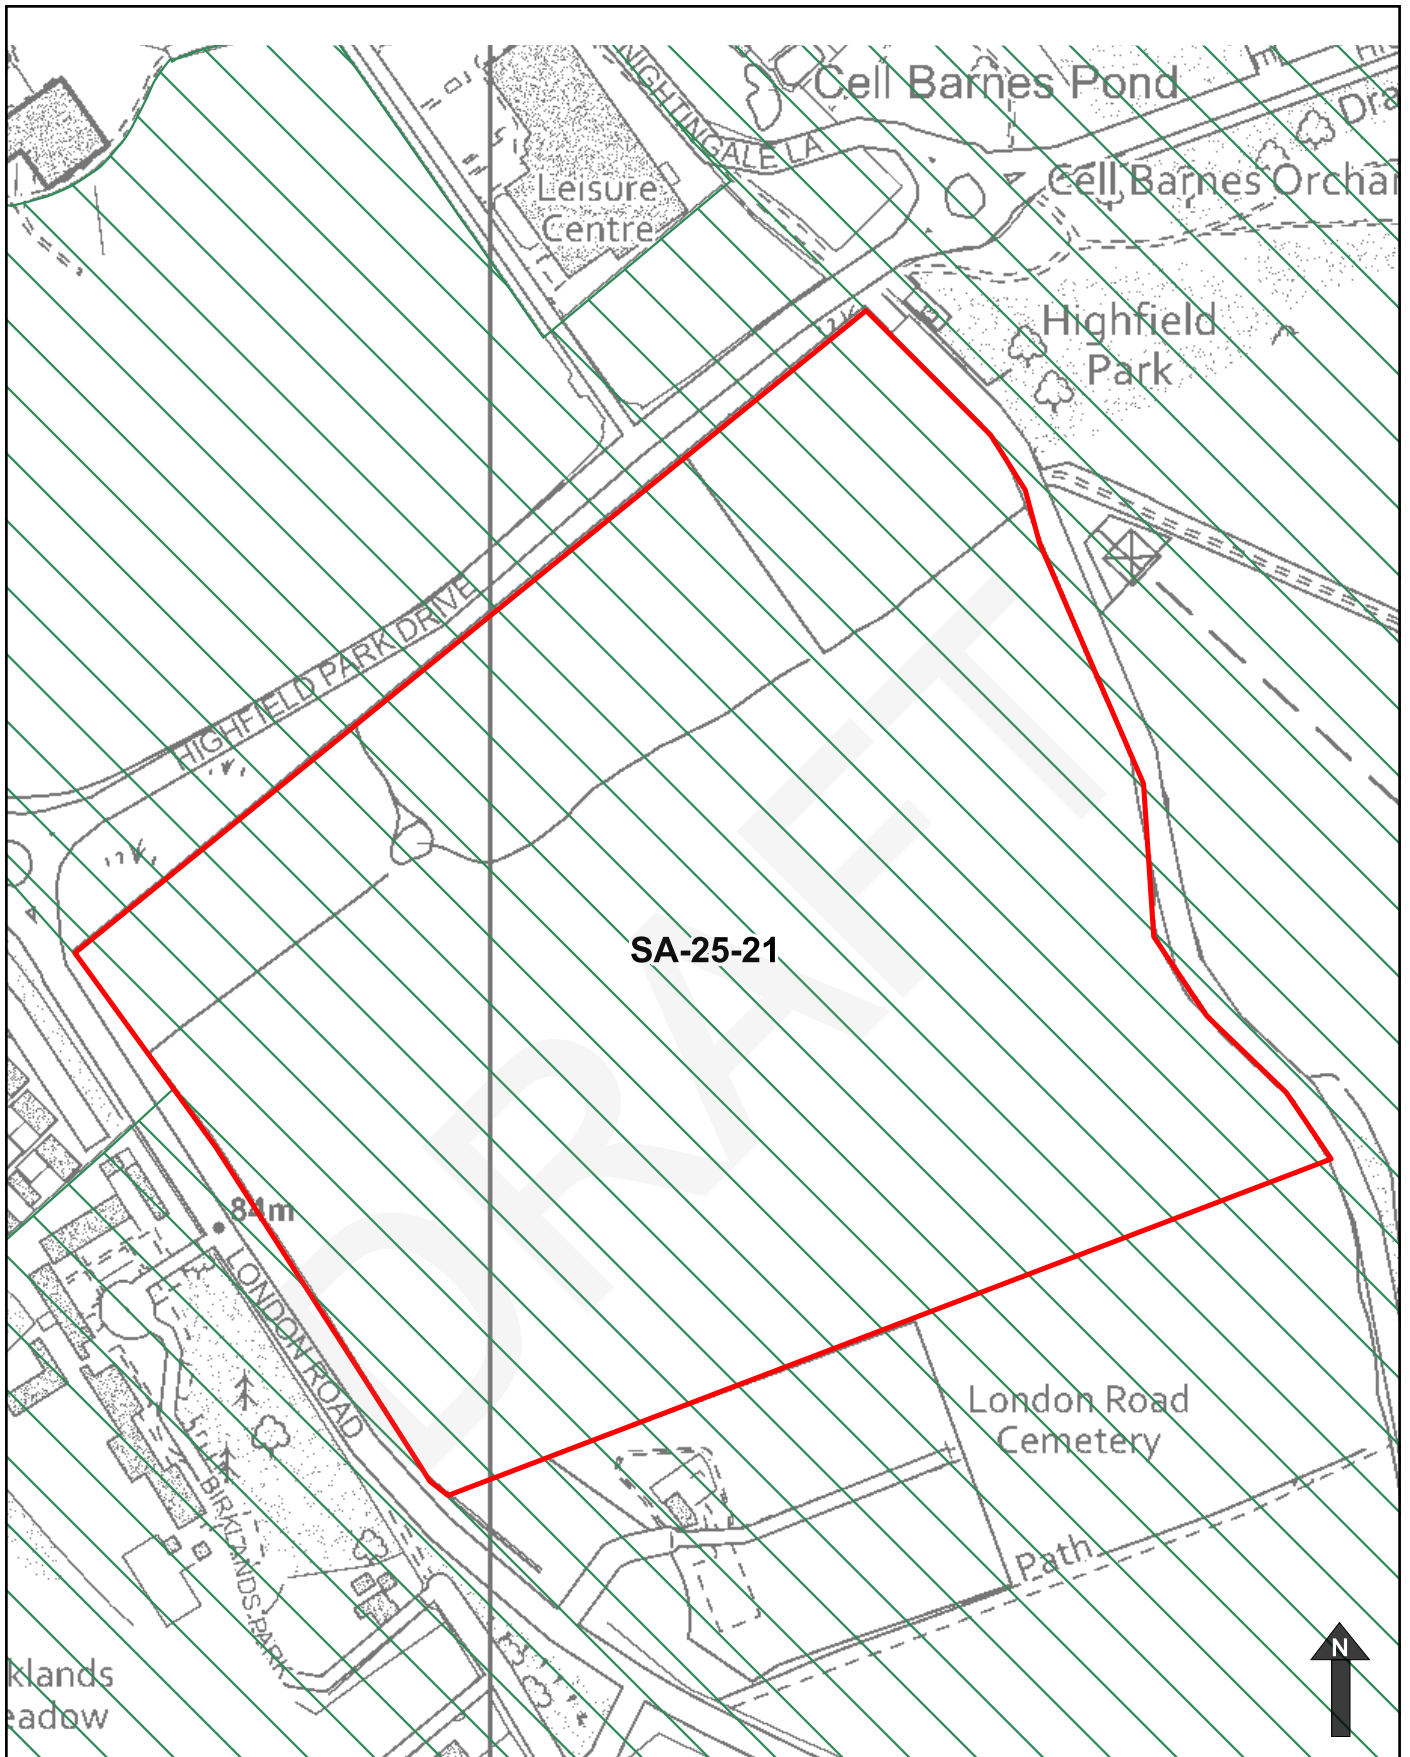 Cell Barnes Pond
NIGHTINGALE LA
Leisure
Centre
Cell Barnes Orchar
Dra
Highfield
Park
HIGHFIELD PARK DRIVE
SA-25-21
DRAFT
84m
LONDON ROAD
BIRKLANDS PARK
London Road
Cemetery
Path
klands
eadow
N